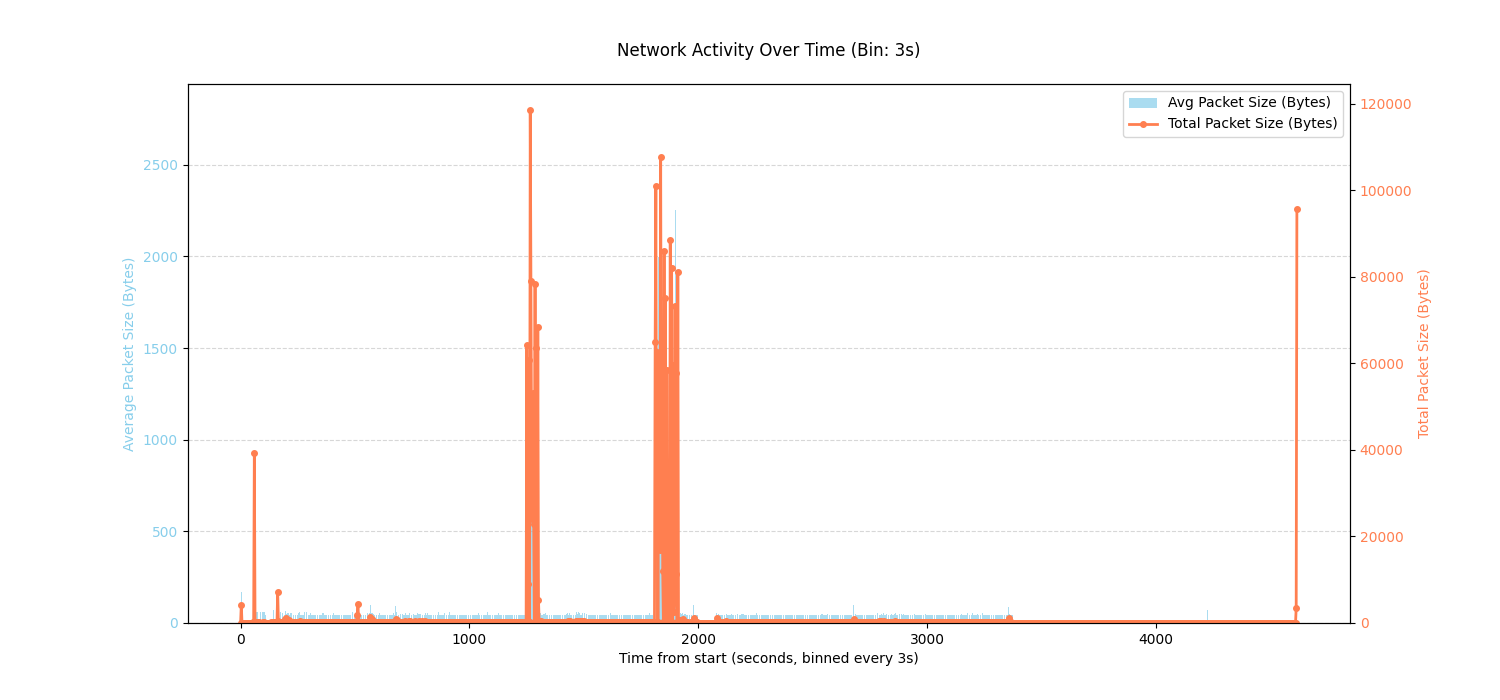 Network Activity Over Time (Bin: 3s)
Avg Packet Size (Bytes)
Total Packet Size (Bytes)
Average Packet Size (Bytes)
2500
2000
1500
1000
500
0
120000
100000
80000
60000
40000
20000
0
Total Packet Size (Bytes)
0 1000 2000 3000 4000
Time from start (seconds, binned every 3s)